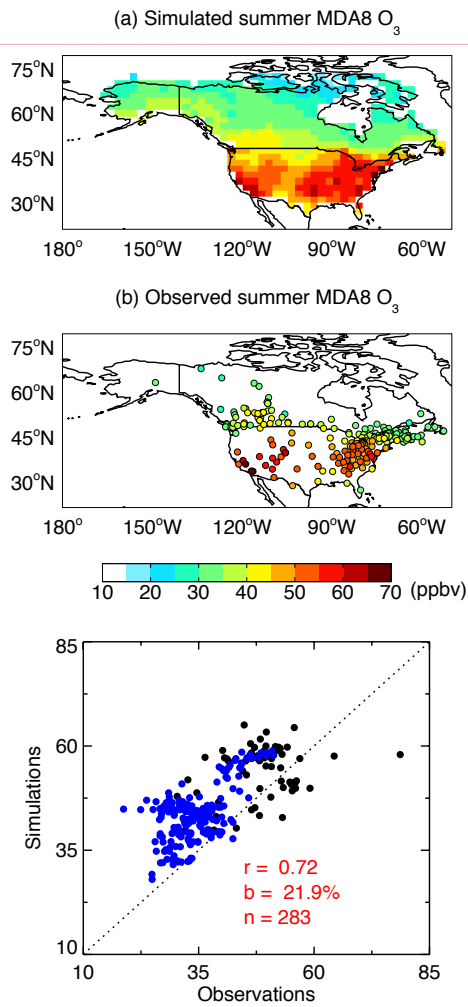 (a) Simulated summer MDA8 O3
75°N
60°N
45°N
30°N
180° 150°W 120°W 90°W 60°W
(b) Observed summer MDA8 O3
75°N
60°N
45°N
30°N
180° 150°W 120°W 90°W 60°W
10 20 30 40 50 60 70 (ppbv)
85
60
35
10
Simulations
r = 0.72
b = 21.9%
n = 283
10 35 60 85
Observations